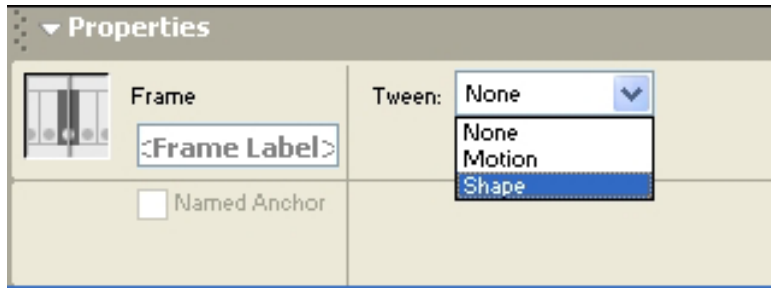 Properties
Frame
<Frame Label>
Named Anchor
Tween: None
None
Motion
Shape